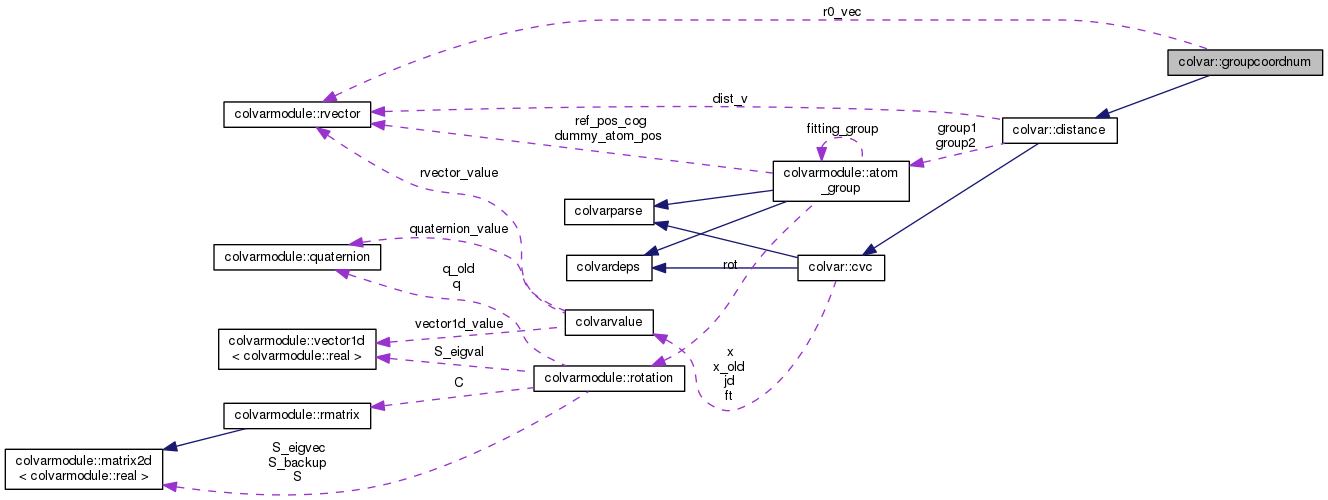 r0_vec
colvar::groupcoordnum
dist_v
colvarmodule::rvector
ref_pos_cog
dummy_atom_pos
fitting_group
group1
group2
colvar::distance
rvector_value
colvarmodule::atom
_group
colvarparse
quaternion_value
colvarmodule::quaternion
q_old
q
colvardeps
rot
colvar::cvc
vector1d_value
colvarvalue
colvarmodule::vector1d
< colvarmodule::real >
S_eigval
x
x_old
jd
ft
colvarmodule::rotation
C
colvarmodule::rmatrix
colvarmodule::matrix2d
< colvarmodule::real >
S_eigvec
S_backup
S